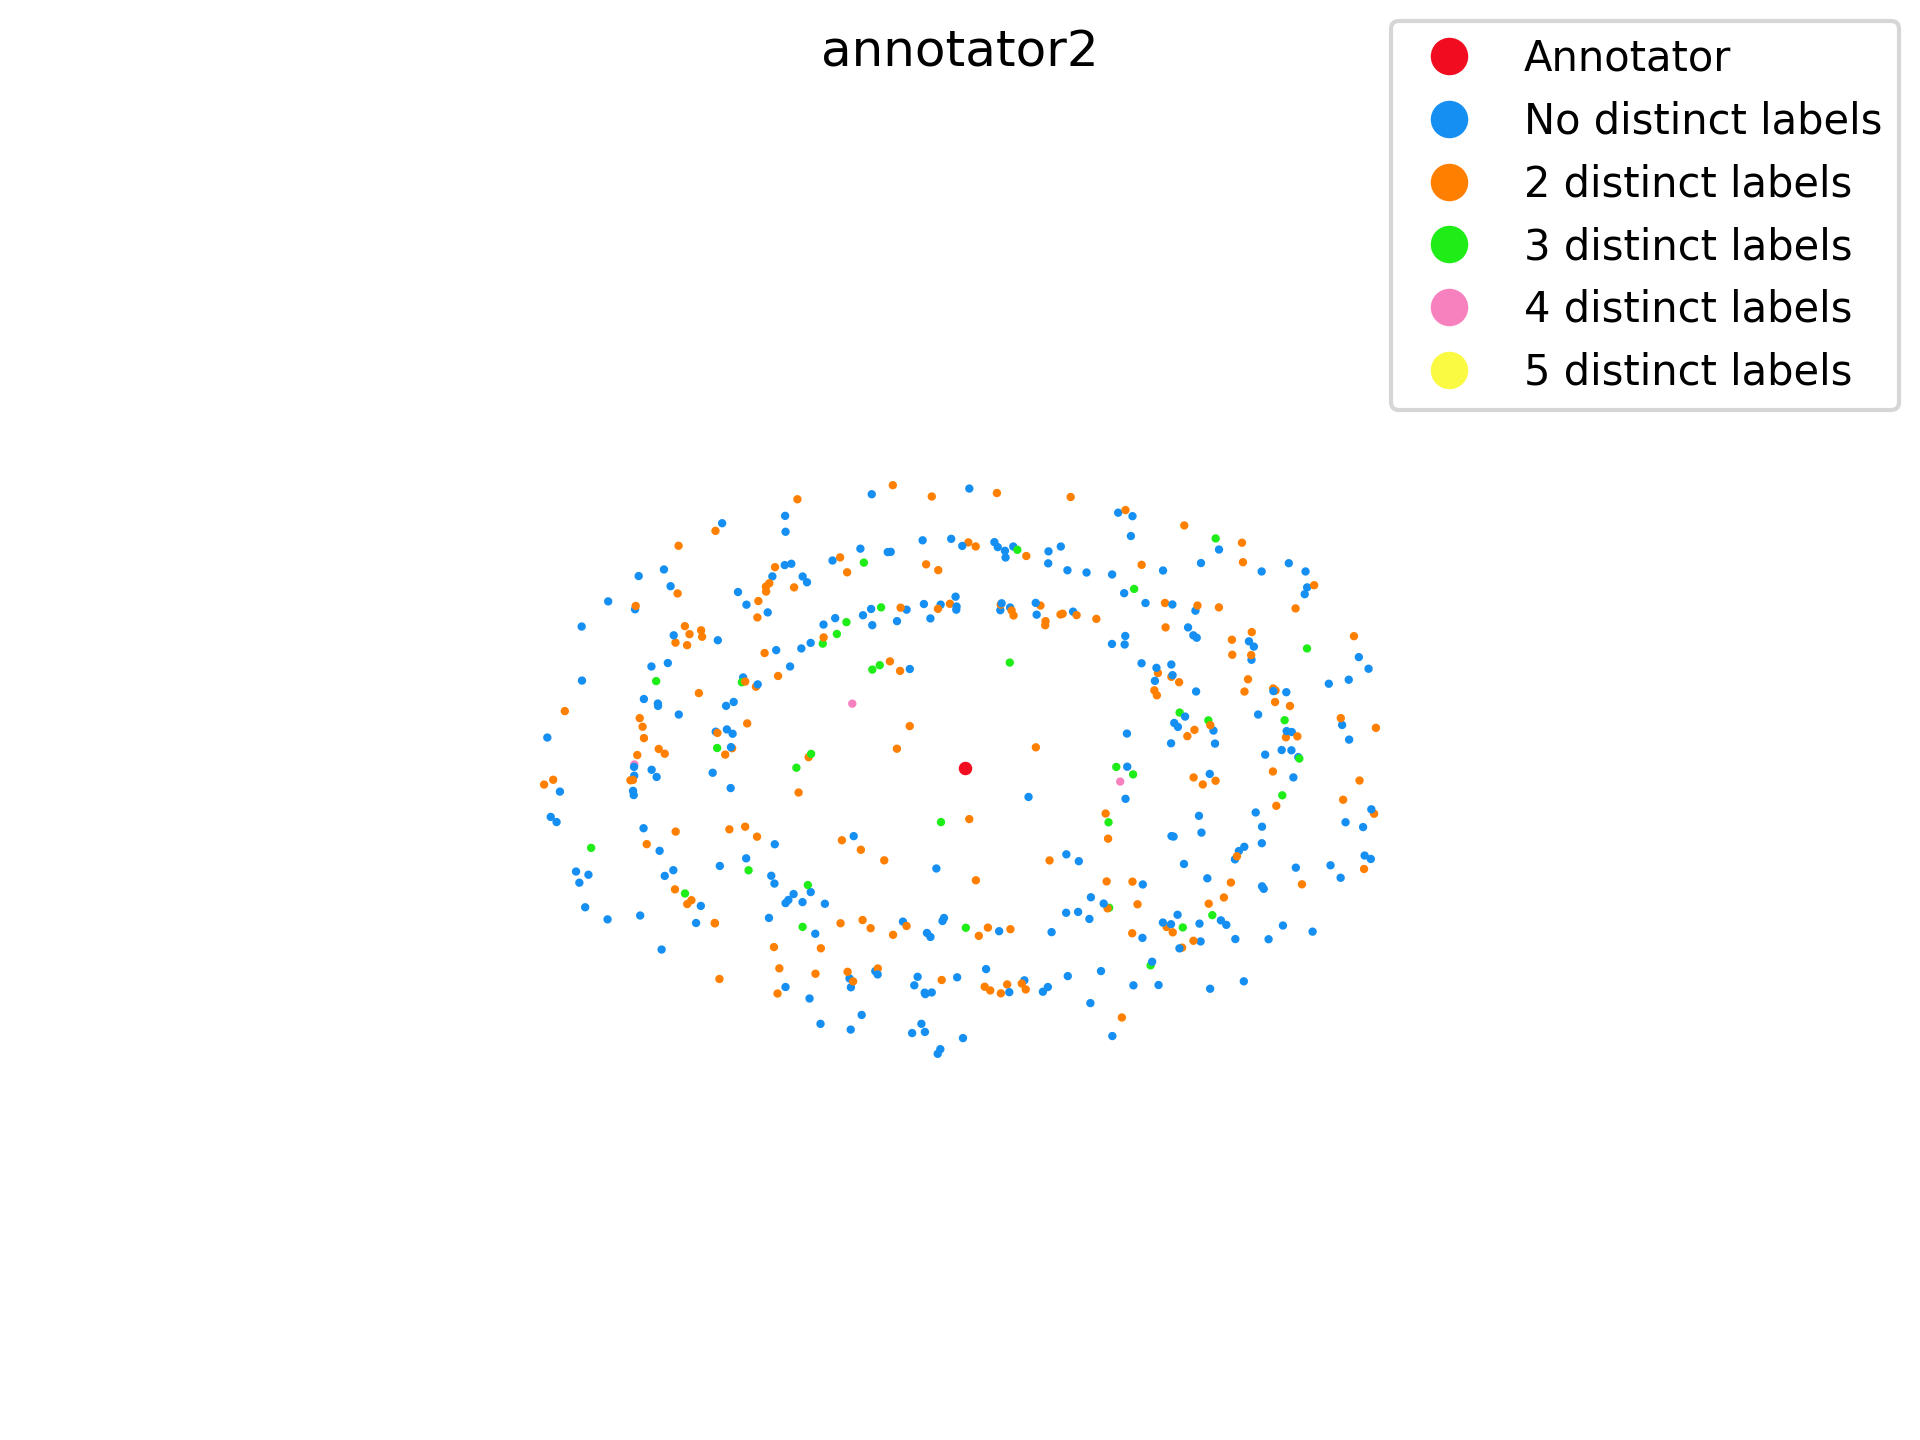 annotator2
Annotator
No distinct labels
2 distinct labels
3 distinct labels
4 distinct labels
5 distinct labels